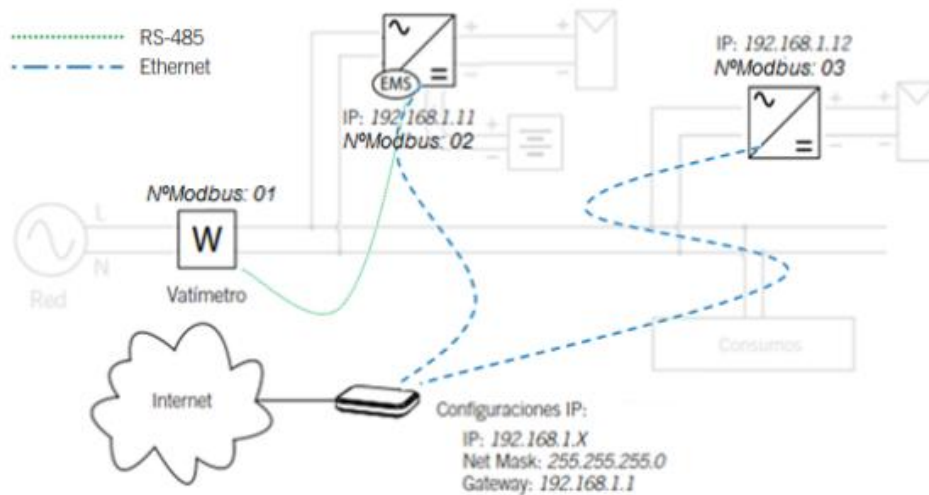 RS-485
Ethernet
EMS
IP: 192.168.1.11
NºModbus: 02
IP: 192.168.1.12
NºModbus: 03
NºModbus: 01
L
W
N
Red
Vatímetro
Consumos
Internet
Configuraciones IP:
IP: 192.168.1.X
Net Mask: 255.255.255.0
Gateway: 192.168.1.1